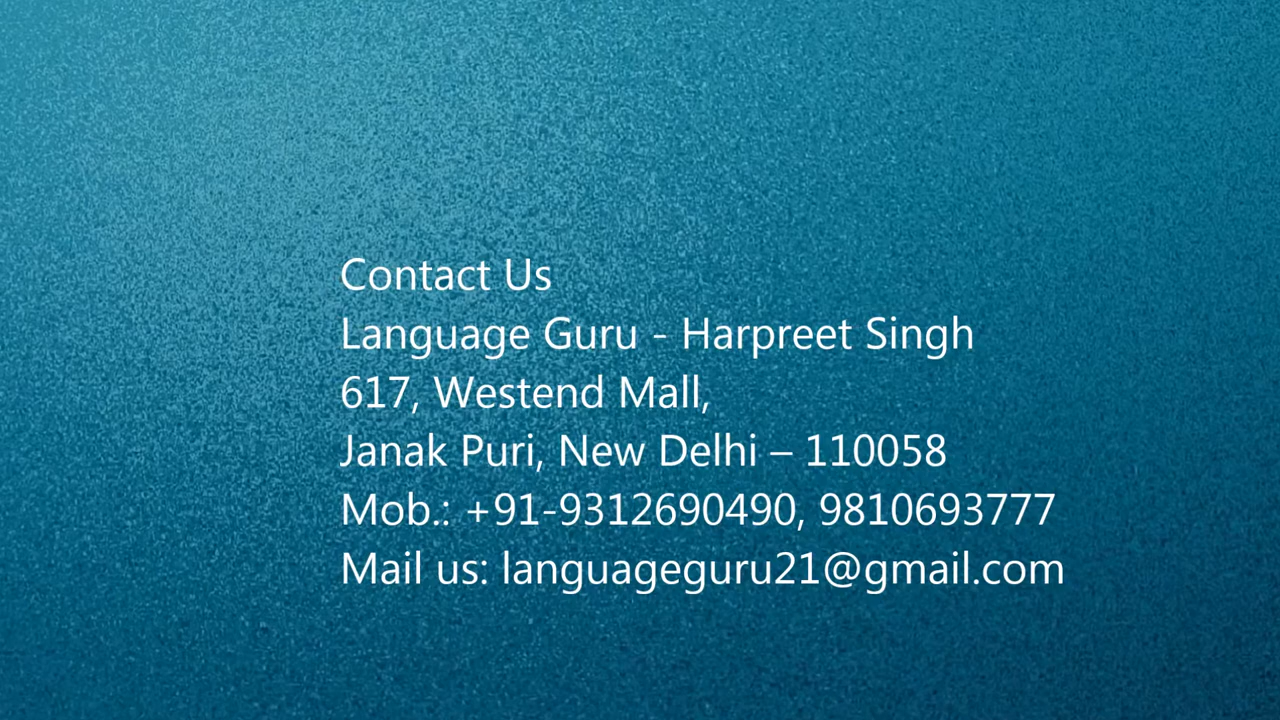 Contact Us
Language Guru - Harpreet Singh
617, Westend Mall,
Janak Puri, New Delhi – 110058
Mob.: +91-9312690490, 9810693777
Mail us: languageguru21@gmail.com